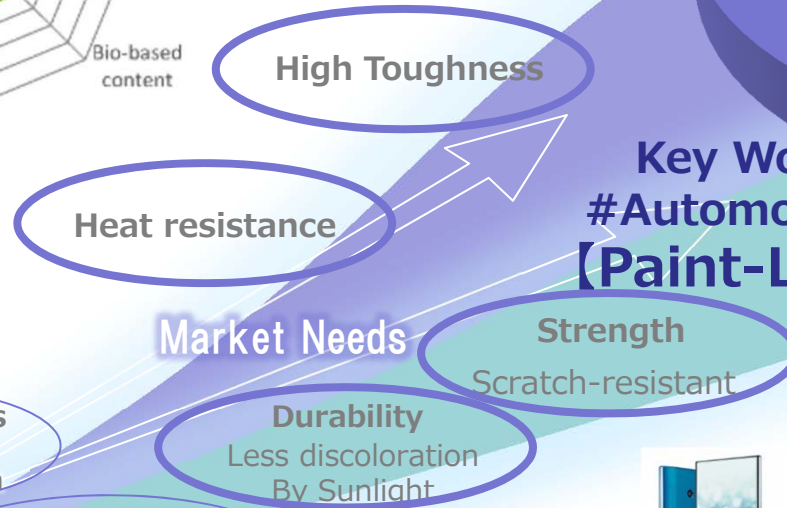 Bio-based
content
High Toughness
Heat resistance
Key Wo
#Automo
【Paint-L
Market Needs
Strength
Scratch-resistant
Durability
Less discoloration
By Sunlight
s